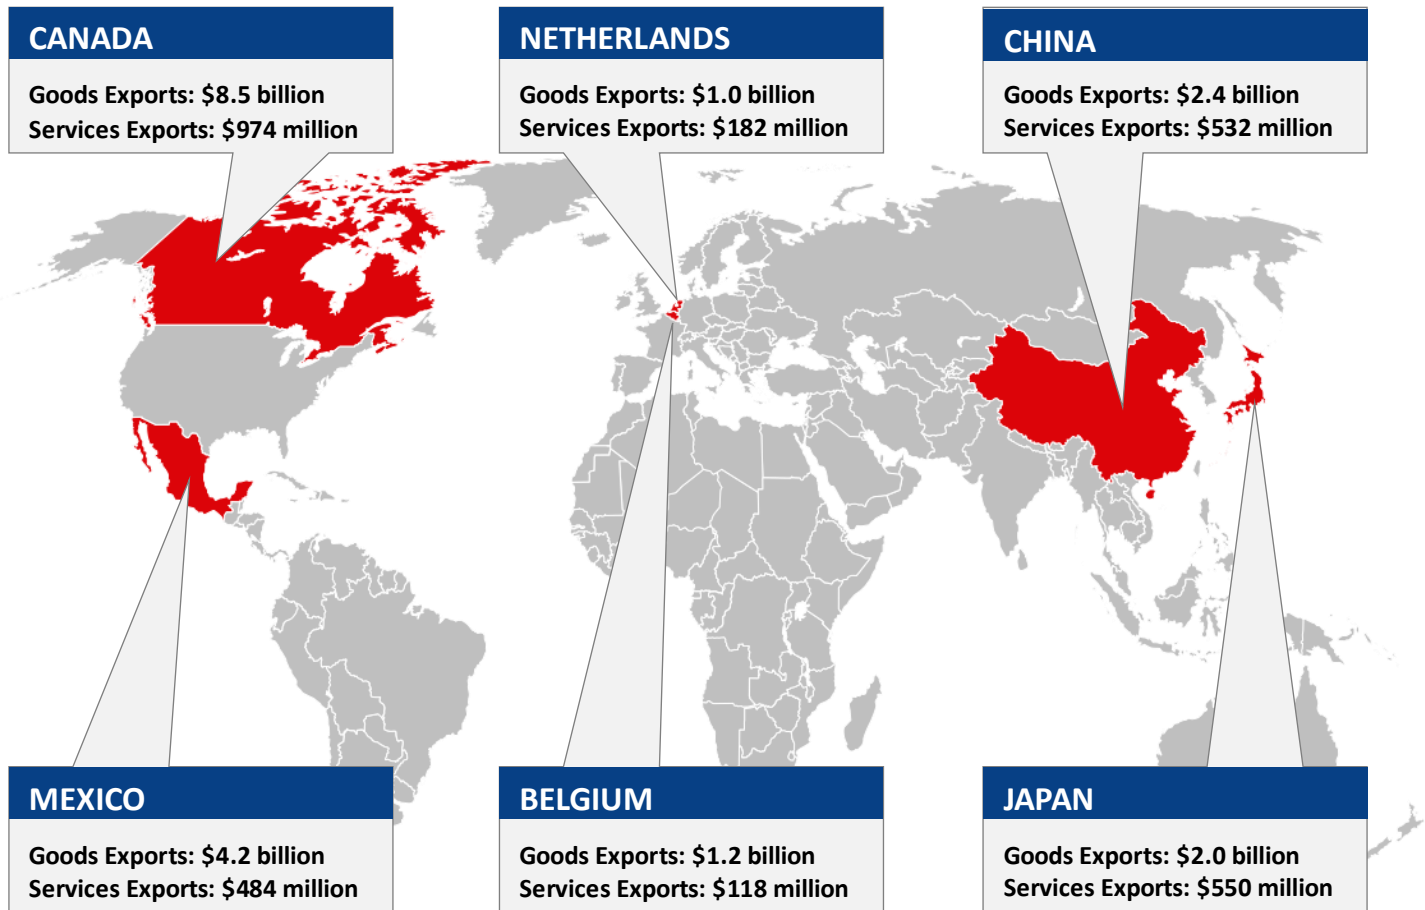 CANADA
Goods Exports: $8.5 billion
Services Exports: $974 million
NETHERLANDS
Goods Exports: $1.0 billion
Services Exports: $182 million
CHINA
Goods Exports: $2.4 billion
Services Exports: $532 million
MEXICO
Goods Exports: $4.2 billion
Services Exports: $484 million
BELGIUM
Goods Exports: $1.2 billion
Services Exports: $118 million
JAPAN
Goods Exports: $2.0 billion
Services Exports: $550 million